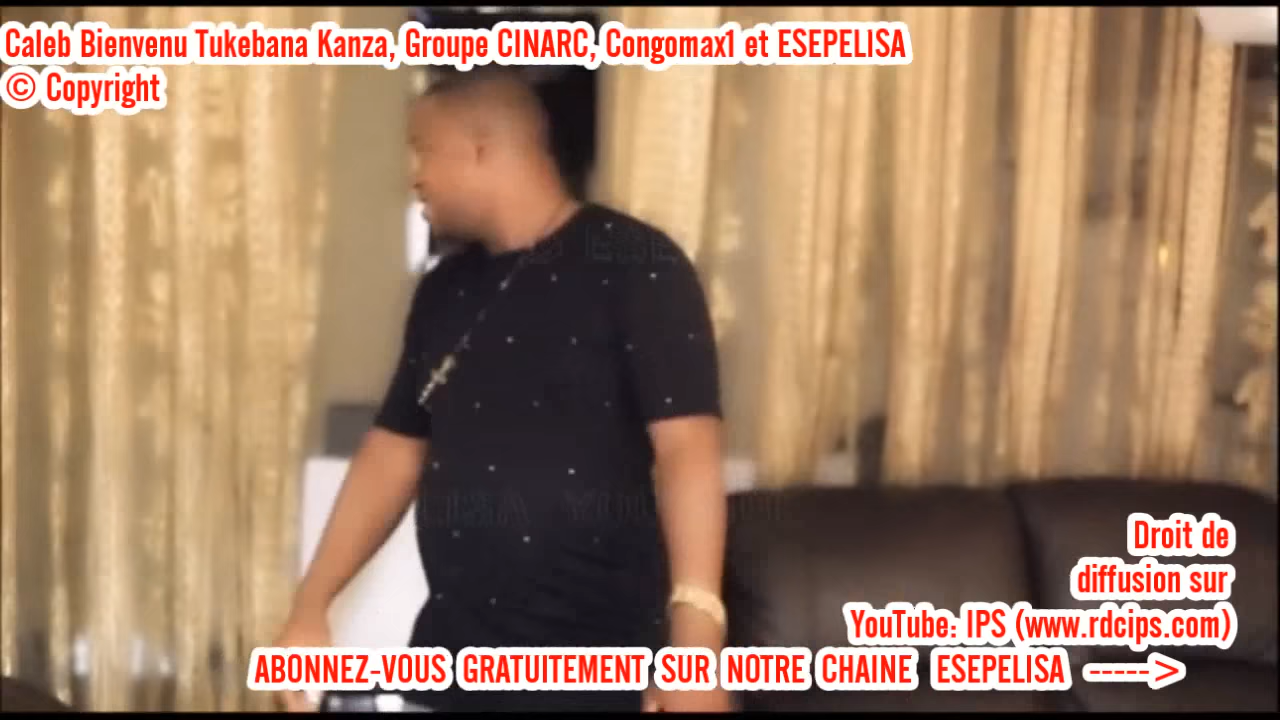 Caleb Bienvenu Tukebana Kanza, Groupe CINARC, Congomax1 et ESEPELISA
© Copyright
Droit de
diffusion sur
YouTube: IPS (www.rdcips.com)
ABONNEZ-VOUS GRATUITEMENT SUR NOTRE CHAINE ESEPELISA ----->